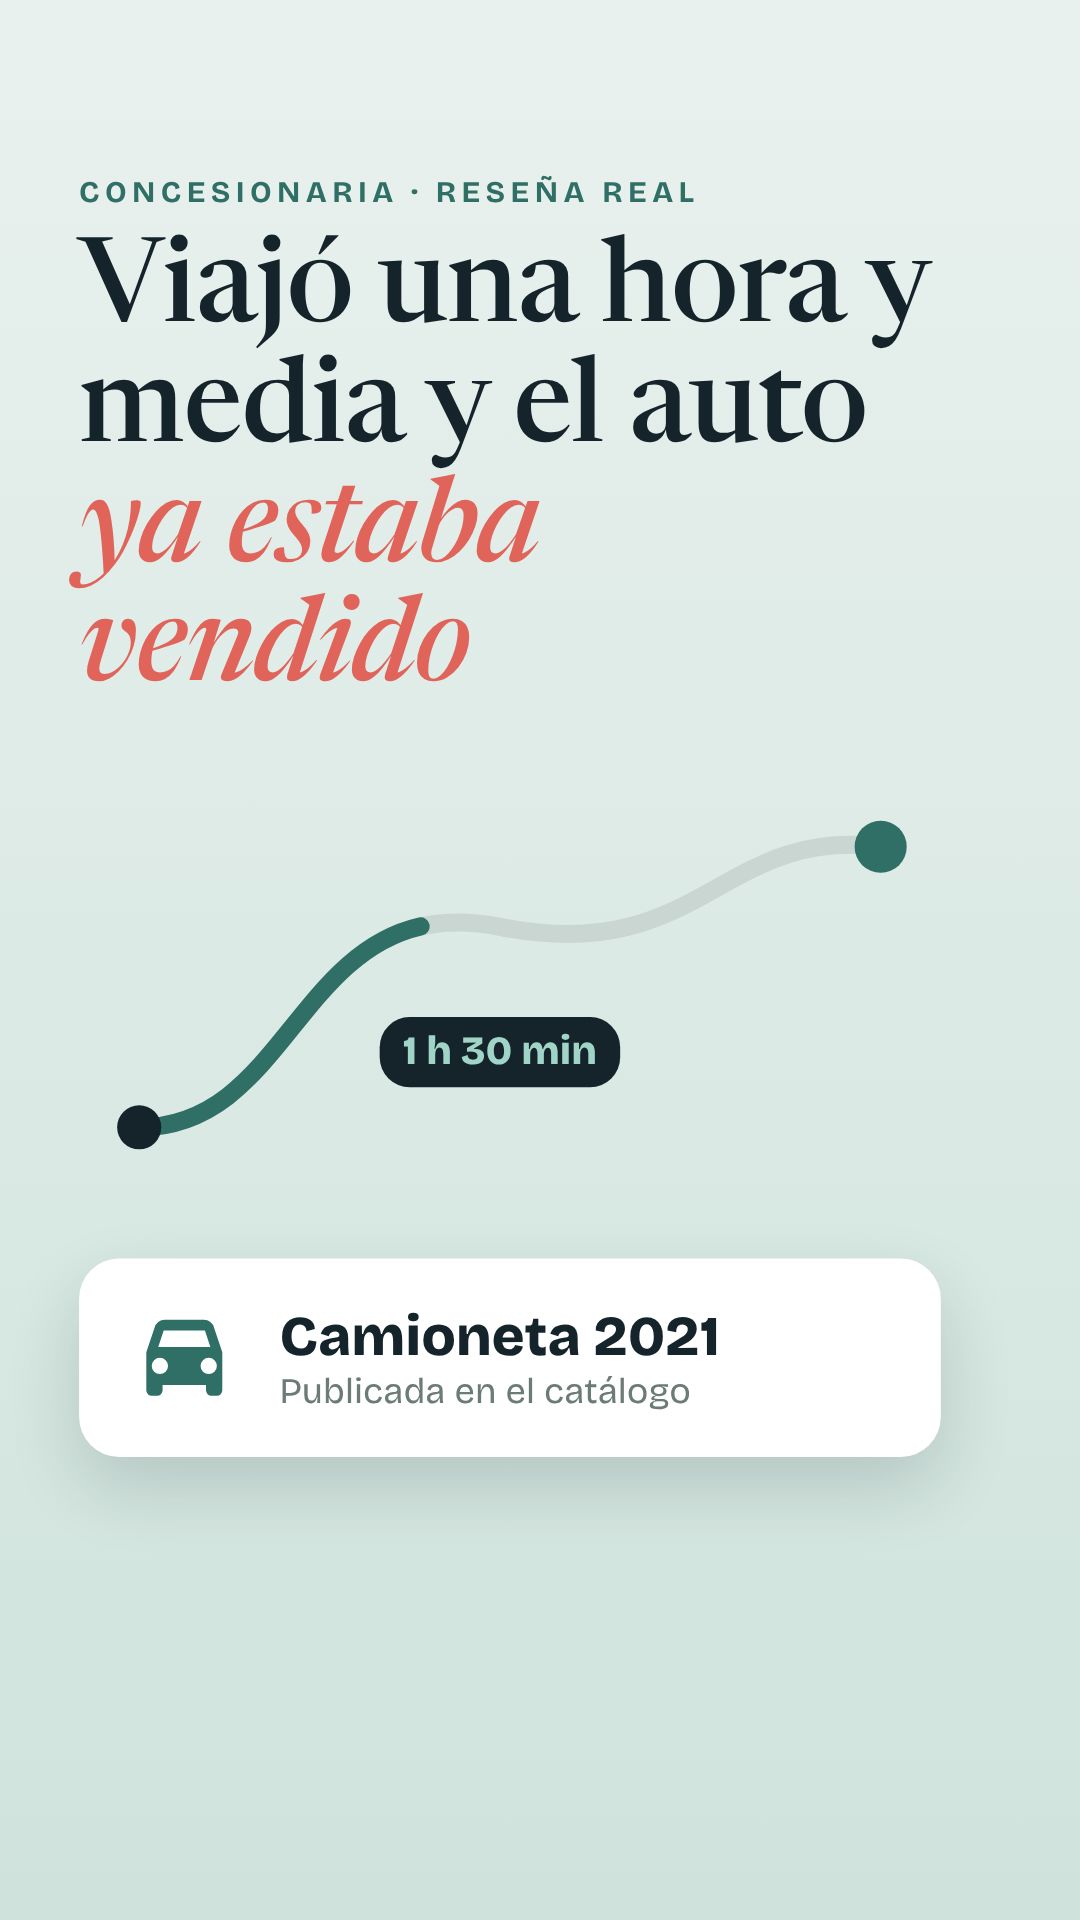 CONCESIONARIA · RESEÑA REAL
Viajó una hora y
media y el auto
ya estaba
vendido
1 h 30 min
Camioneta 2021
Publicada en el catálogo